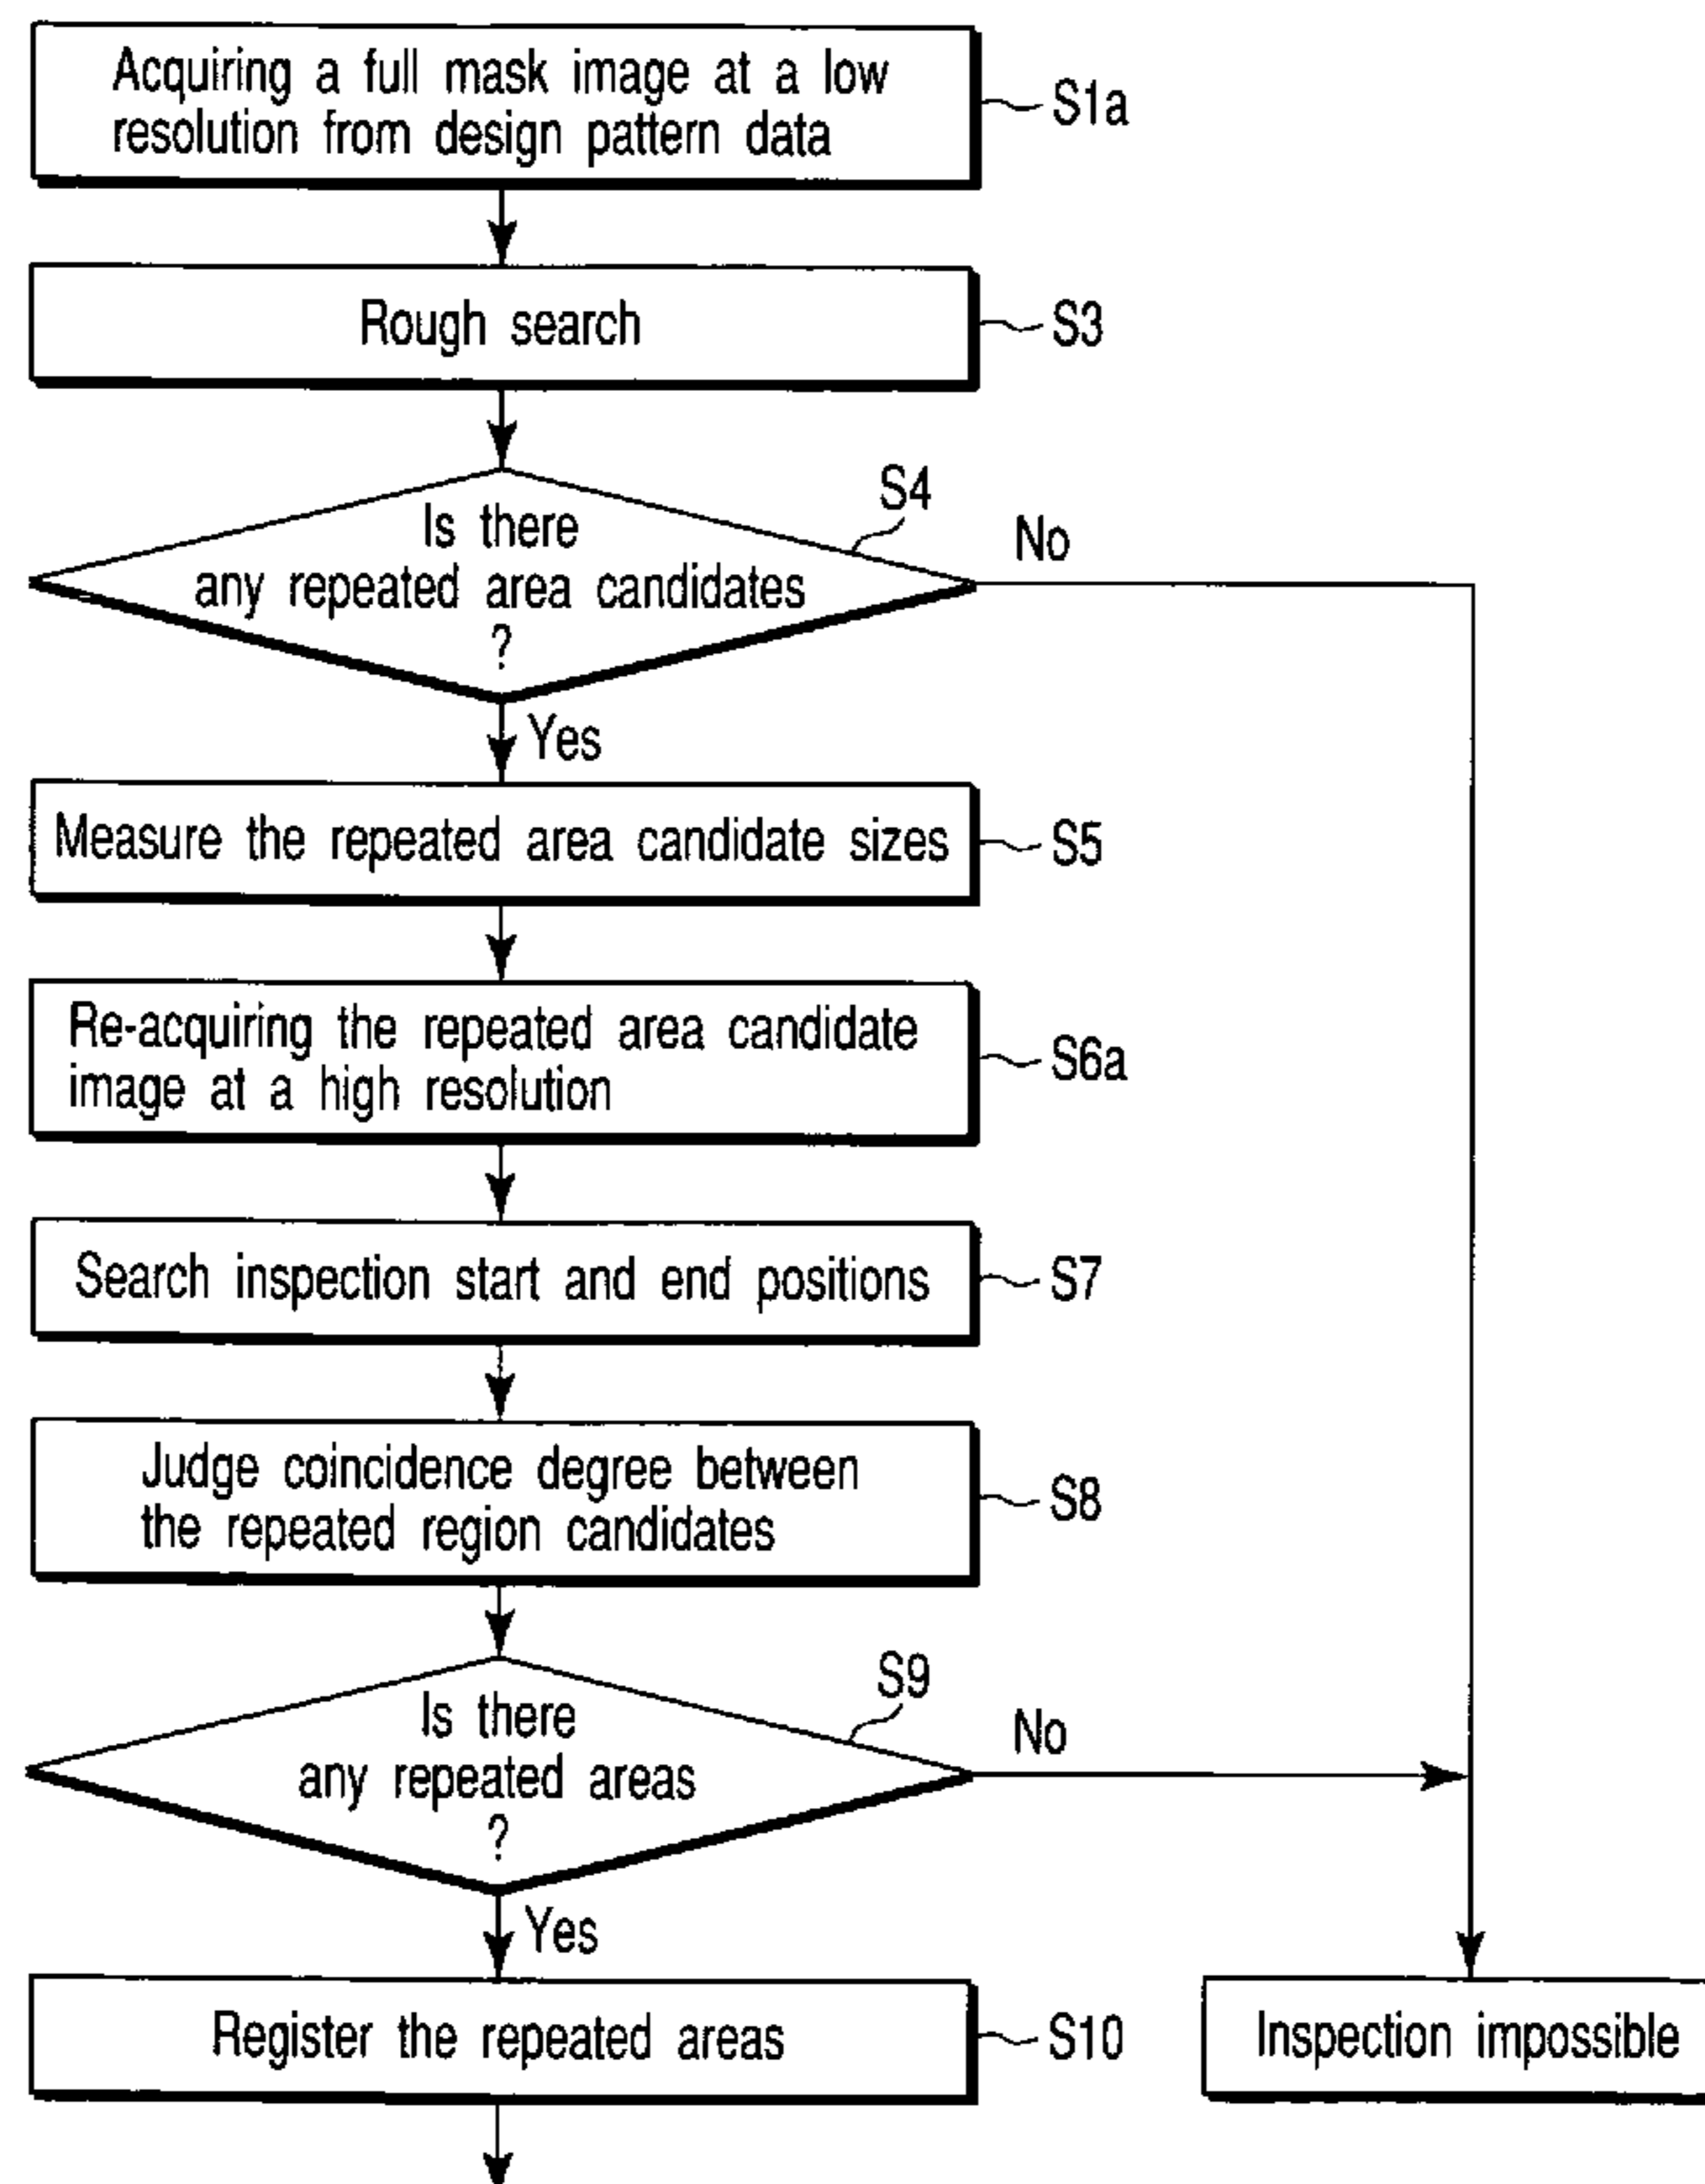 Acquiring a full mask image at a low
resolution from design pattern data
S1a
Rough search
S3
S4
Is there
any repeated area candidates
?
No
Yes
Measure the repeated area candidate sizes
S5
Re-acquiring the repeated area candidate
image at a high resolution
S6a
Search inspection start and end positions
S7
Judge coincidence degree between
the repeated region candidates
S8
S9
Is there
any repeated areas
?
No
Yes
Register the repeated areas
S10
Inspection impossible